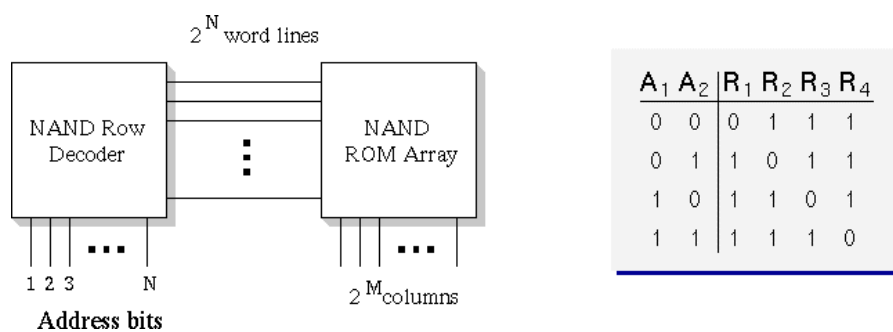 2^N word lines
NAND Row
Decoder
NAND
ROM Array
1 2 3 N
Address bits
2^M columns
A1 A2 R1 R2 R3 R4
0 0 0 1 1 1
0 1 1 0 1 1
1 0 1 1 0 1
1 1 1 1 1 0